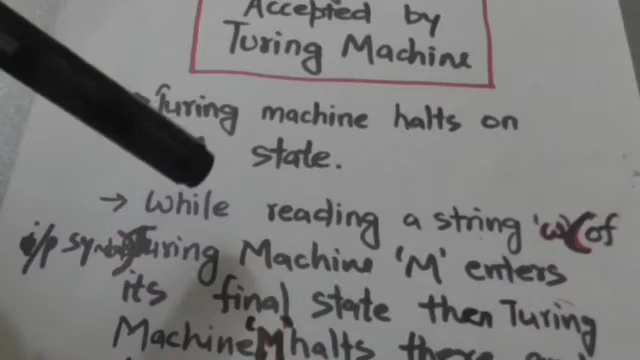 Accepted by
Turing Machine
Turing machine halts on
state.
→ While reading a string 'ω' of
i/p Turing Machine 'M' enters
its final state then Turing
Machine 'M' halts there